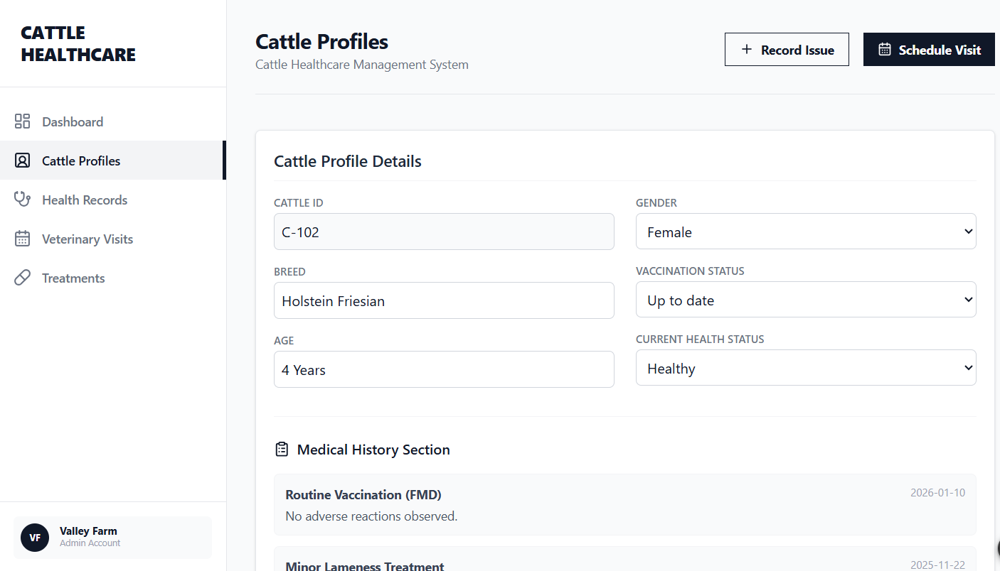 CATTLE
HEALTHCARE
Dashboard
Cattle Profiles
Health Records
Veterinary Visits
Treatments
VF
Valley Farm
Admin Account
Cattle Profiles
Cattle Healthcare Management System
Record Issue
Schedule Visit
Cattle Profile Details
CATTLE ID
C-102
GENDER
Female
BREED
Holstein Friesian
VACCINATION STATUS
Up to date
AGE
4 Years
CURRENT HEALTH STATUS
Healthy
Medical History Section
Routine Vaccination (FMD)
2026-01-10
No adverse reactions observed.
Minor Lameness Treatment
2025-11-22